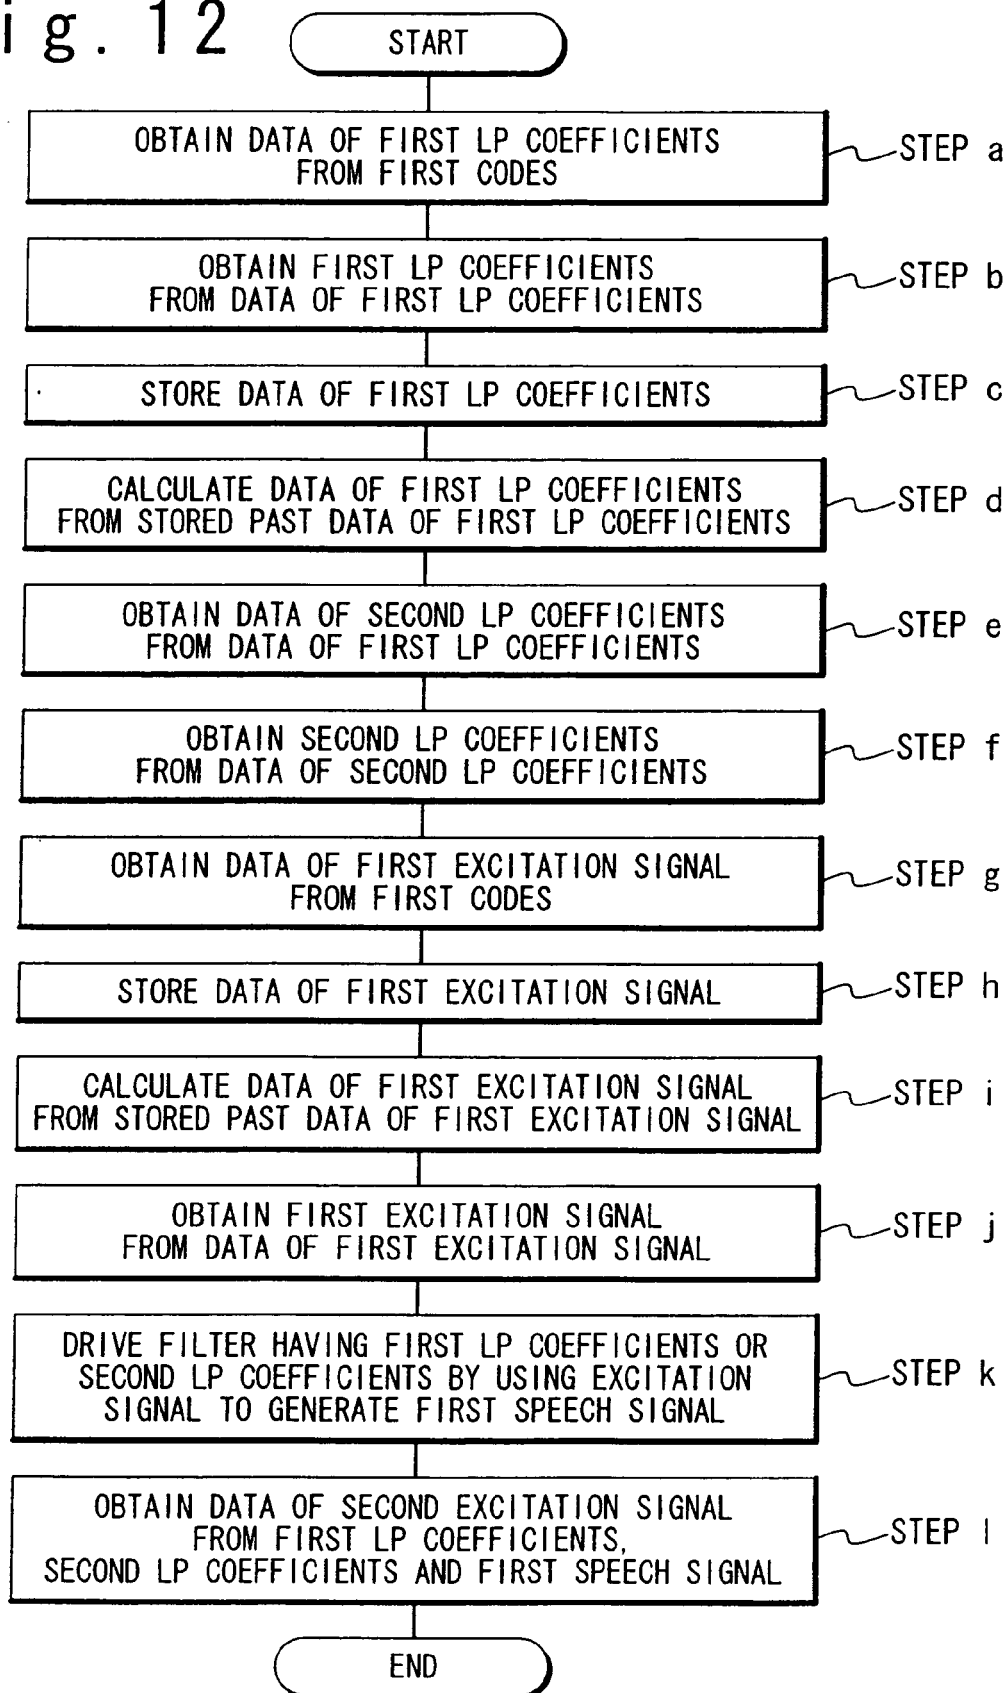 ig. 12
START
OBTAIN DATA OF FIRST LP COEFFICIENTS
FROM FIRST CODES
STEP a
OBTAIN FIRST LP COEFFICIENTS
FROM DATA OF FIRST LP COEFFICIENTS
STEP b
STORE DATA OF FIRST LP COEFFICIENTS
STEP c
CALCULATE DATA OF FIRST LP COEFFICIENTS
FROM STORED PAST DATA OF FIRST LP COEFFICIENTS
STEP d
OBTAIN DATA OF SECOND LP COEFFICIENTS
FROM DATA OF FIRST LP COEFFICIENTS
STEP e
OBTAIN SECOND LP COEFFICIENTS
FROM DATA OF SECOND LP COEFFICIENTS
STEP f
OBTAIN DATA OF FIRST EXCITATION SIGNAL
FROM FIRST CODES
STEP g
STORE DATA OF FIRST EXCITATION SIGNAL
STEP h
CALCULATE DATA OF FIRST EXCITATION SIGNAL
FROM STORED PAST DATA OF FIRST EXCITATION SIGNAL
STEP i
OBTAIN FIRST EXCITATION SIGNAL
FROM DATA OF FIRST EXCITATION SIGNAL
STEP j
DRIVE FILTER HAVING FIRST LP COEFFICIENTS OR
SECOND LP COEFFICIENTS BY USING EXCITATION
SIGNAL TO GENERATE FIRST SPEECH SIGNAL
STEP k
OBTAIN DATA OF SECOND EXCITATION SIGNAL
FROM FIRST LP COEFFICIENTS,
SECOND LP COEFFICIENTS AND FIRST SPEECH SIGNAL
STEP l
END